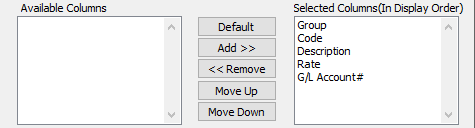 Available Columns
Default
Add >>
<< Remove
Move Up
Move Down
Selected Columns(In Display Order)
Group
Code
Description
Rate
G/L Account#